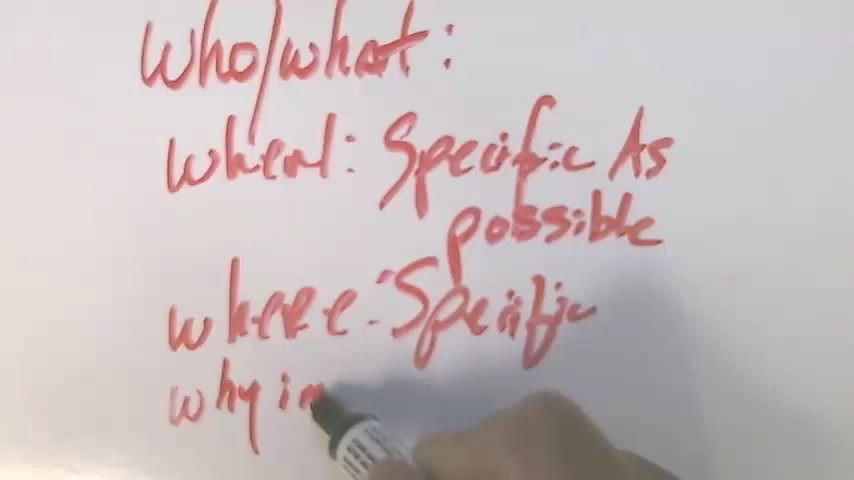 Who/what:
when: Specific As
possible
where: Specific
why im